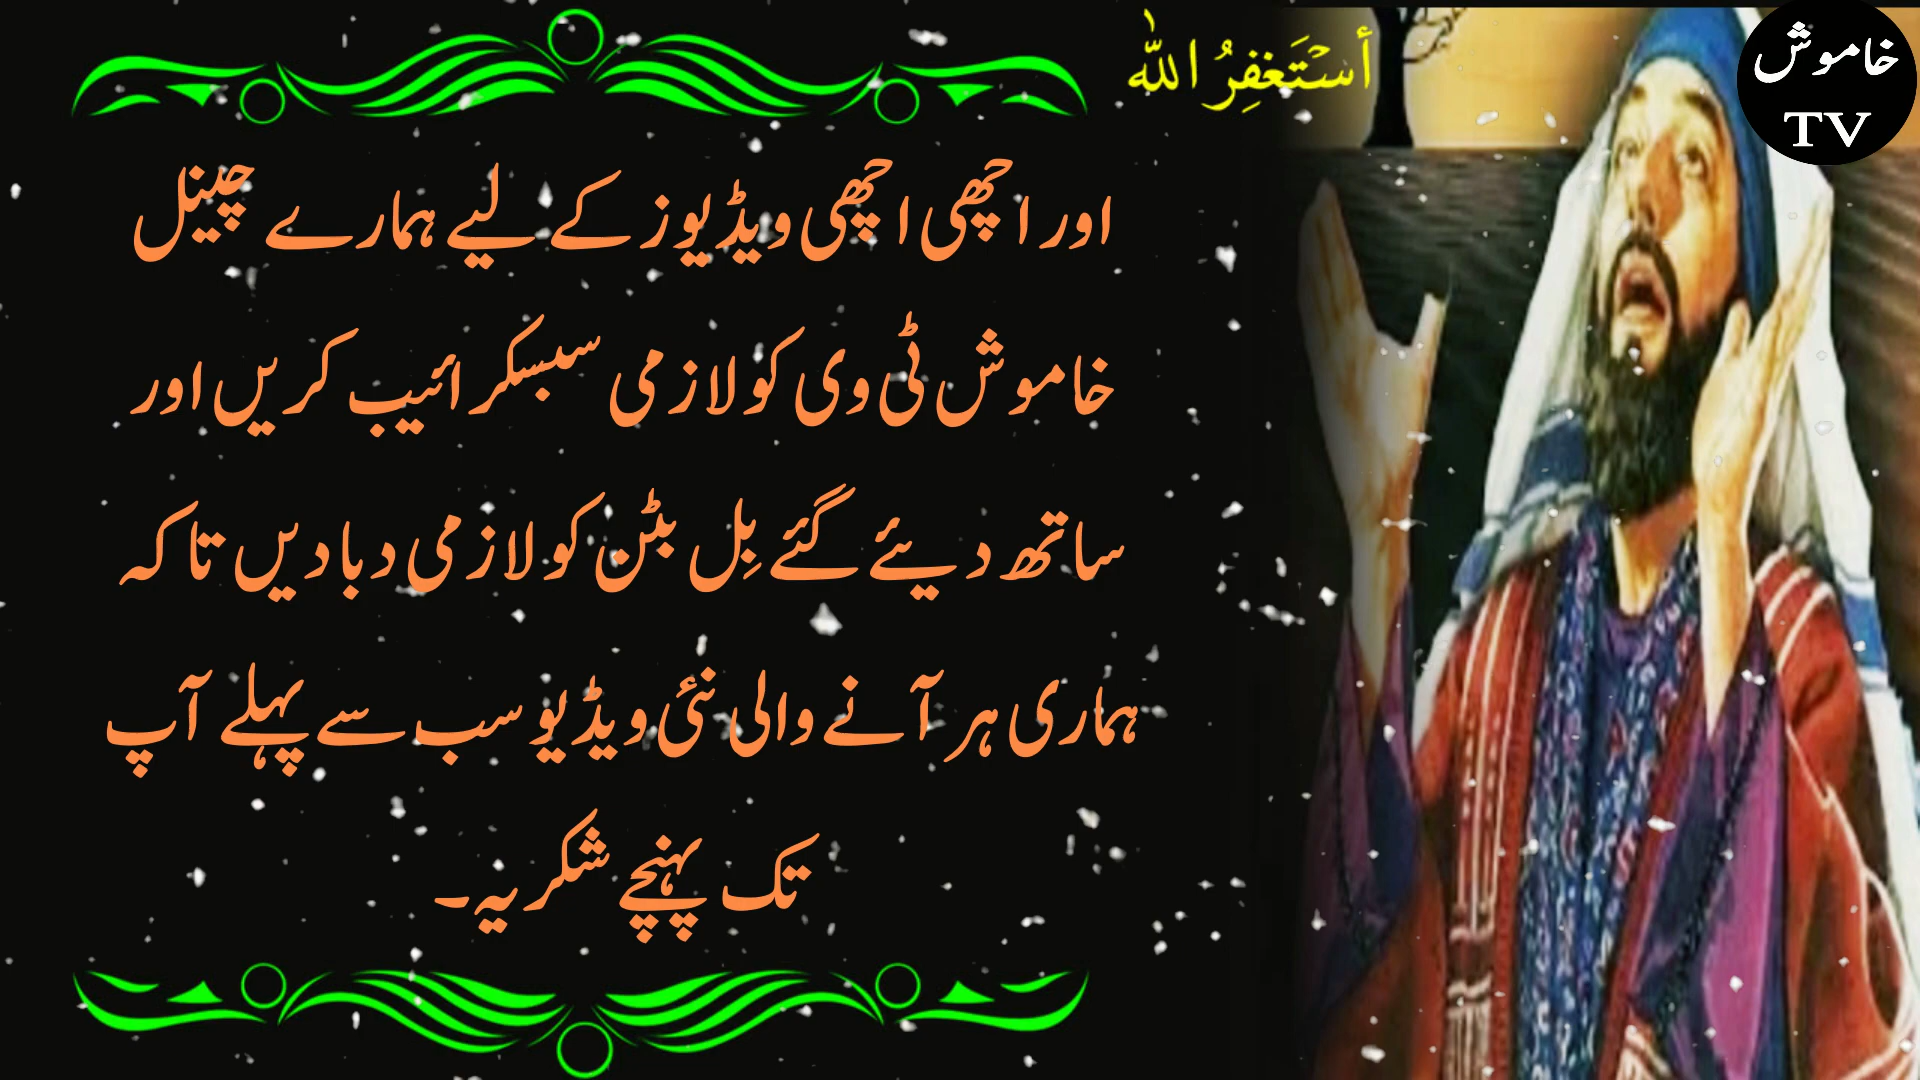 أَسْتَغْفِرُ اللّٰه
خاموش
TV
اور اچھی اچھی ویڈیوز کے لیے ہمارے چینل
خاموش ٹی وی کو لازمی سبسکرائیب کریں اور
ساتھ دیئے گئے بِل بٹن کو لازمی دبا دیں تاکہ
ہماری ہر آنے والی نئی ویڈیو سب سے پہلے آپ
تک پہنچے شکریہ۔